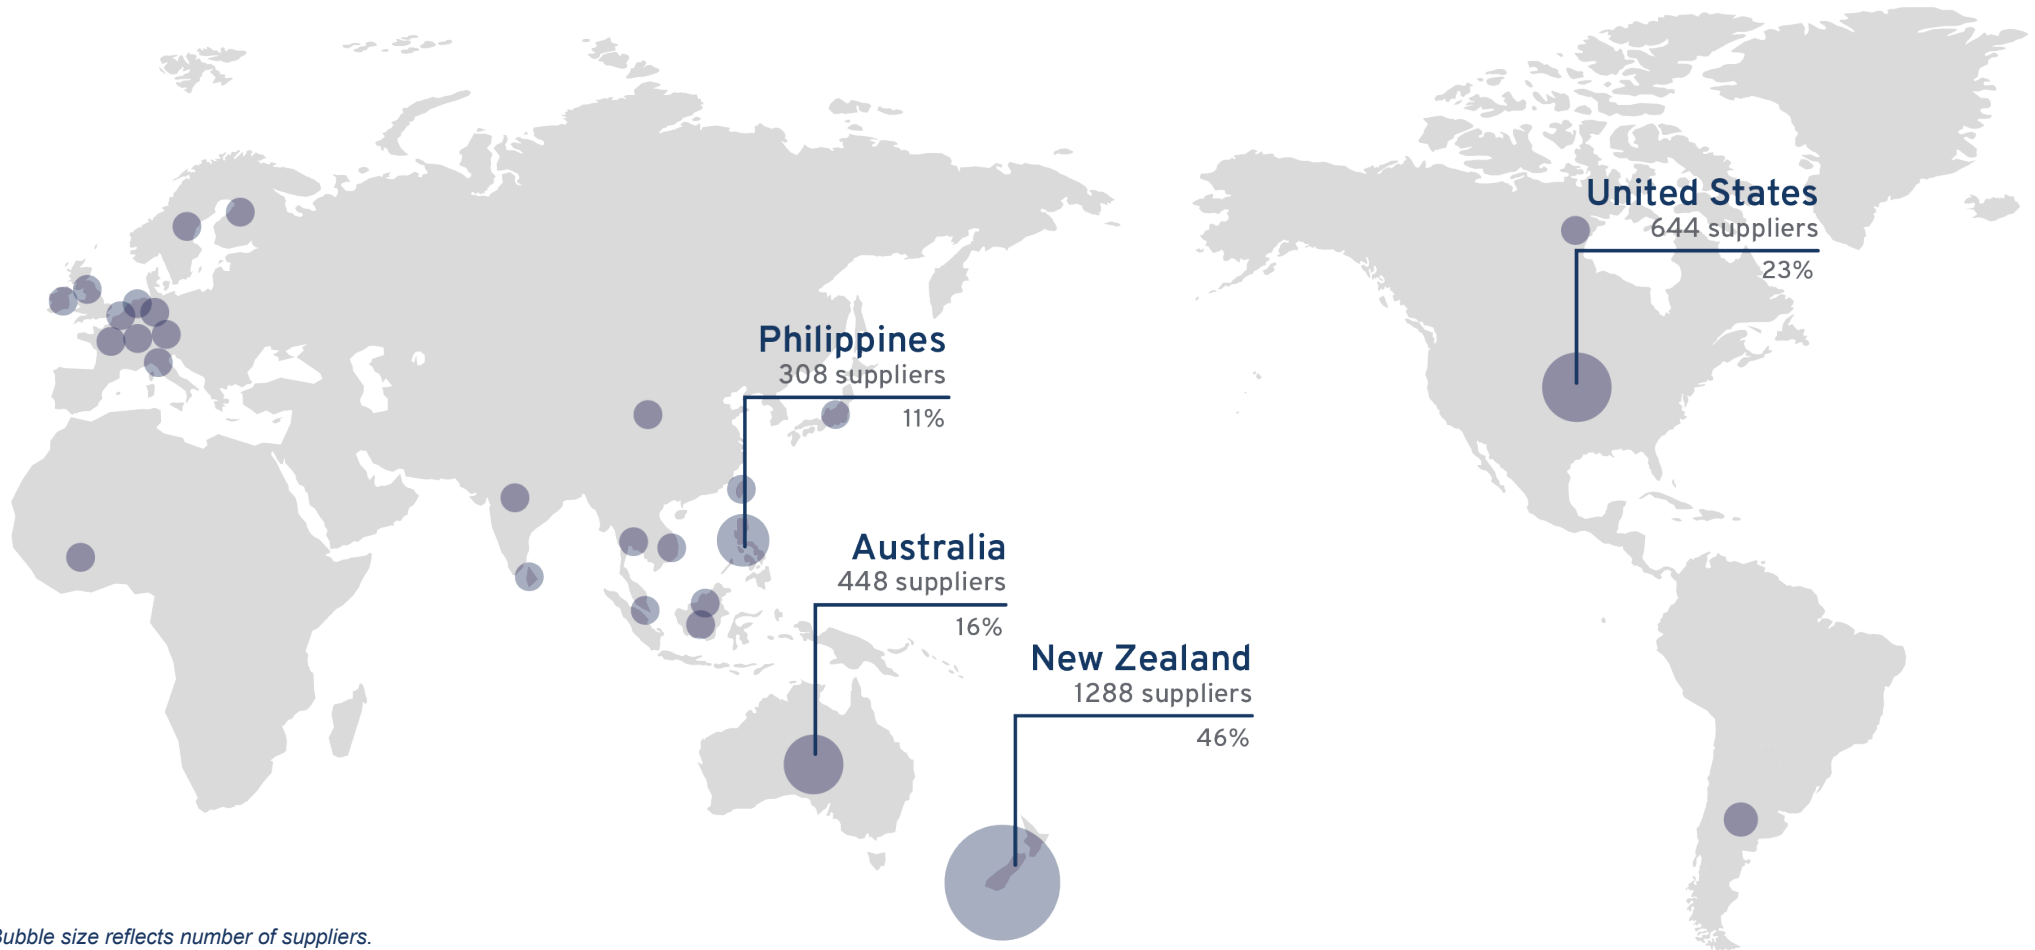 United States
644 suppliers
23%
Philippines
308 suppliers
11%
Australia
448 suppliers
16%
New Zealand
1288 suppliers
46%
size reflects number of suppliers.